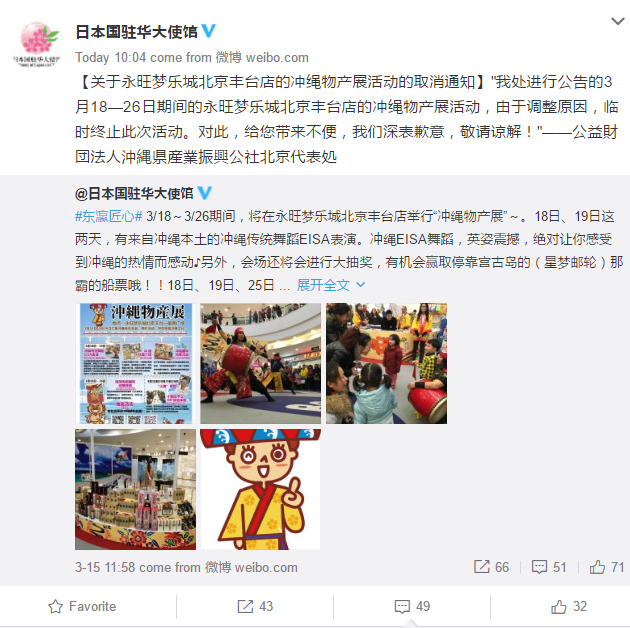 日本国驻华大使馆
Today 10:04 come from 微博 weibo.com
【关于永旺梦乐城北京丰台店的冲绳物产展活动的取消通知】"我处进行公告的3
月18—26日期间的永旺梦乐城北京丰台店的冲绳物产展活动，由于调整原因，临
时终止此次活动。对此，给您带来不便，我们深表歉意，敬请谅解！"——公益財
団法人沖縄県産業振興公社北京代表処
@日本国驻华大使馆
#东瀛匠心# 3/18～3/26期间，将在永旺梦乐城北京丰台店举行“冲绳物产展”～。18日、19日这
两天，有来自冲绳本土的冲绳传统舞蹈EISA表演。冲绳EISA舞蹈，英姿震撼，绝对让你感受
到冲绳的热情而感动♪另外，会场还将会进行大抽奖，有机会赢取停靠宫古岛的（星梦邮轮）那
霸的船票哦！！18日、19日、25日 ... 展开全文
沖繩物産展
3-15 11:58 come from 微博 weibo.com
66 51 71
Favorite 43 49 32